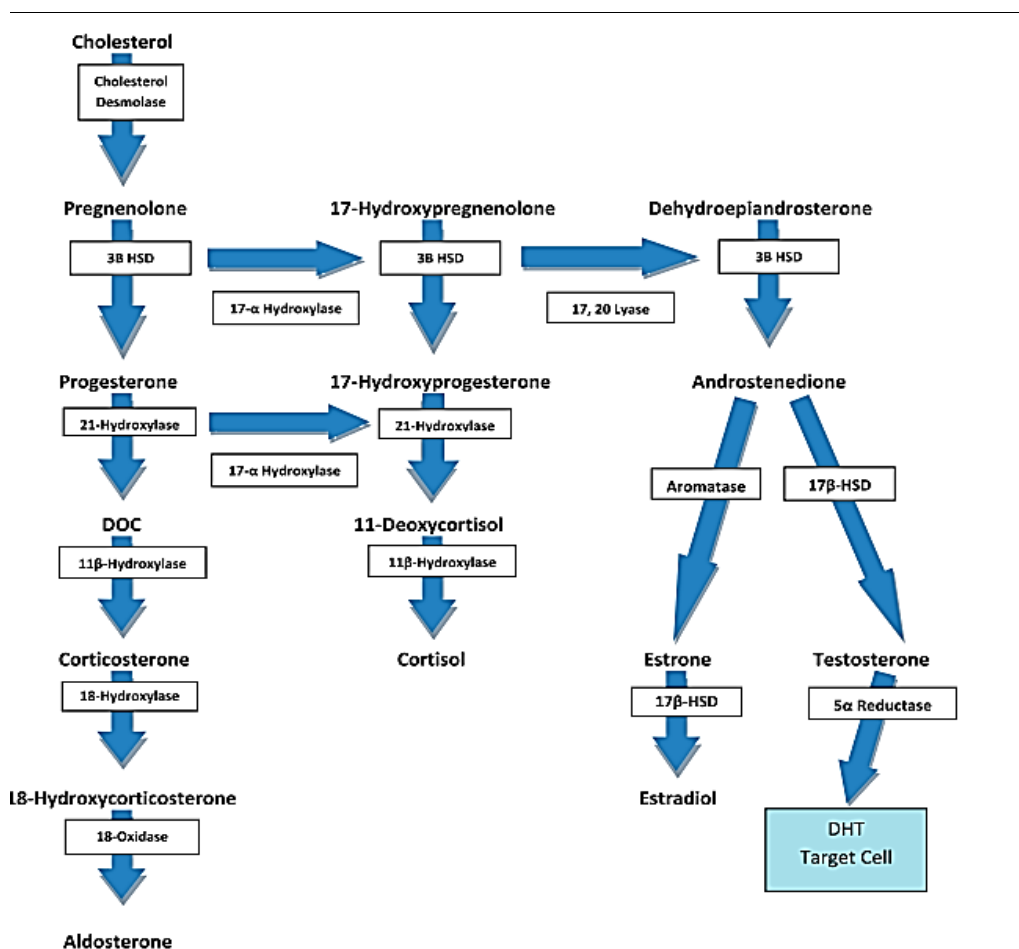 Cholesterol
Cholesterol
Desmolase
Pregnenolone
17-Hydroxypregnenolone
Dehydroepiandrosterone
3B HSD
3B HSD
3B HSD
17-α Hydroxylase
17, 20 Lyase
Progesterone
17-Hydroxyprogesterone
Androstenedione
21-Hydroxylase
21-Hydroxylase
17-α Hydroxylase
Aromatase
17β-HSD
DOC
11-Deoxycortisol
11β-Hydroxylase
11β-Hydroxylase
Corticosterone
Cortisol
Estrone
Testosterone
18-Hydroxylase
17β-HSD
5α Reductase
18-Hydroxycorticosterone
Estradiol
18-Oxidase
DHT
Target Cell
Aldosterone